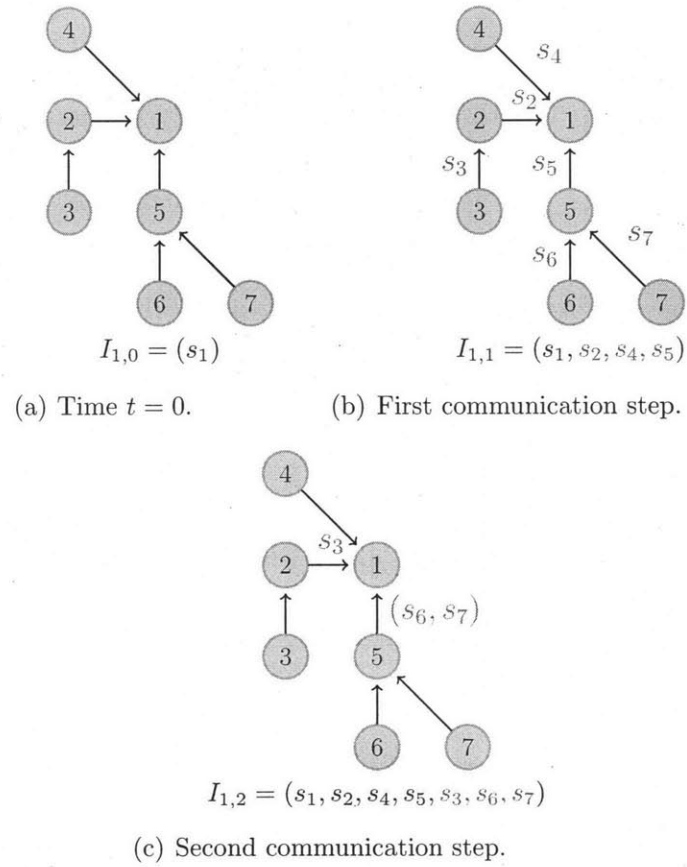 4
2 1
3 5
6 7
I_{1,0} = (s_1)
(a) Time t = 0.
4 s_4
s_2
2 1
s_3 s_5
3 5
s_7
s_6
6 7
I_{1,1} = (s_1, s_2, s_4, s_5)
(b) First communication step.
4
s_3
2 1
(s_6, s_7)
3 5
6 7
I_{1,2} = (s_1, s_2, s_4, s_5, s_3, s_6, s_7)
(c) Second communication step.